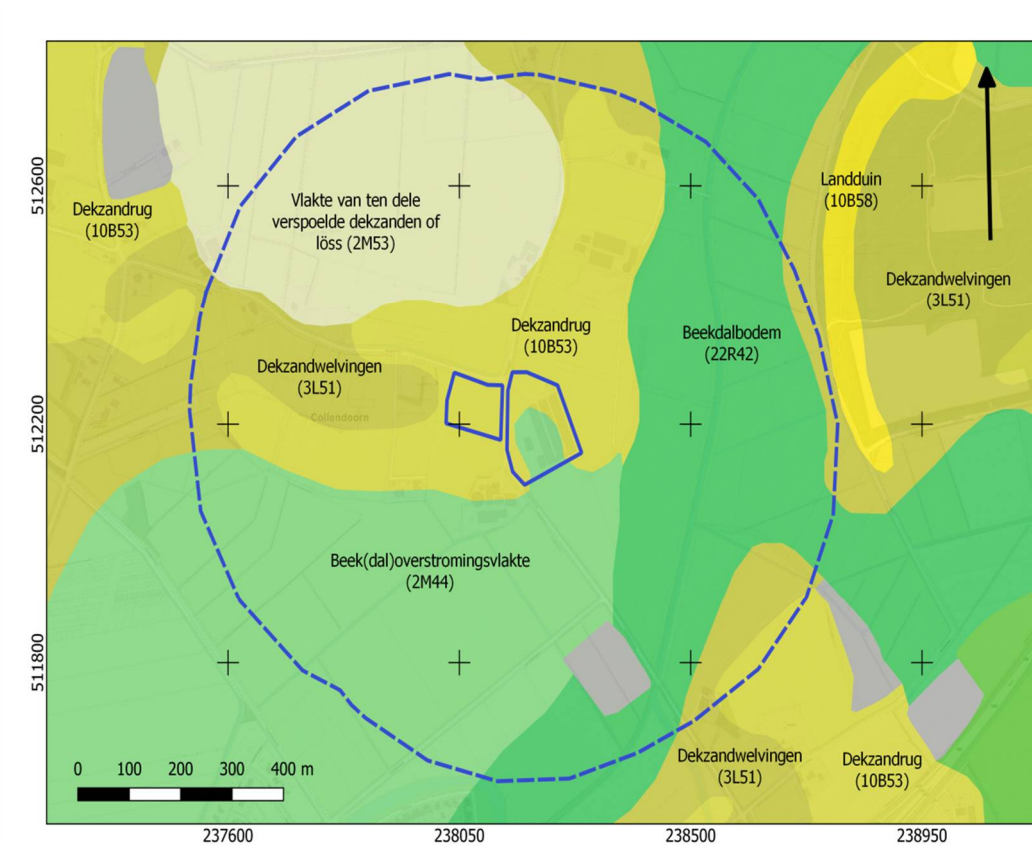 512600
512200
511800
Dekzandrug
(10B53)
Vlakte van ten dele
verspoelde dekzanden of
löss (2M53)
Landduin
(10B58)
Dekzandwelvingen
(3L51)
Dekzandrug
(10B53)
Beekdalbodem
(22R42)
Dekzandwelvingen
(3L51)
Collendoorn
Beek(dal)overstromingsvlakte
(2M44)
Dekzandwelvingen
(3L51)
Dekzandrug
(10B53)
0 100 200 300 400 m
237600 238050 238500 238950